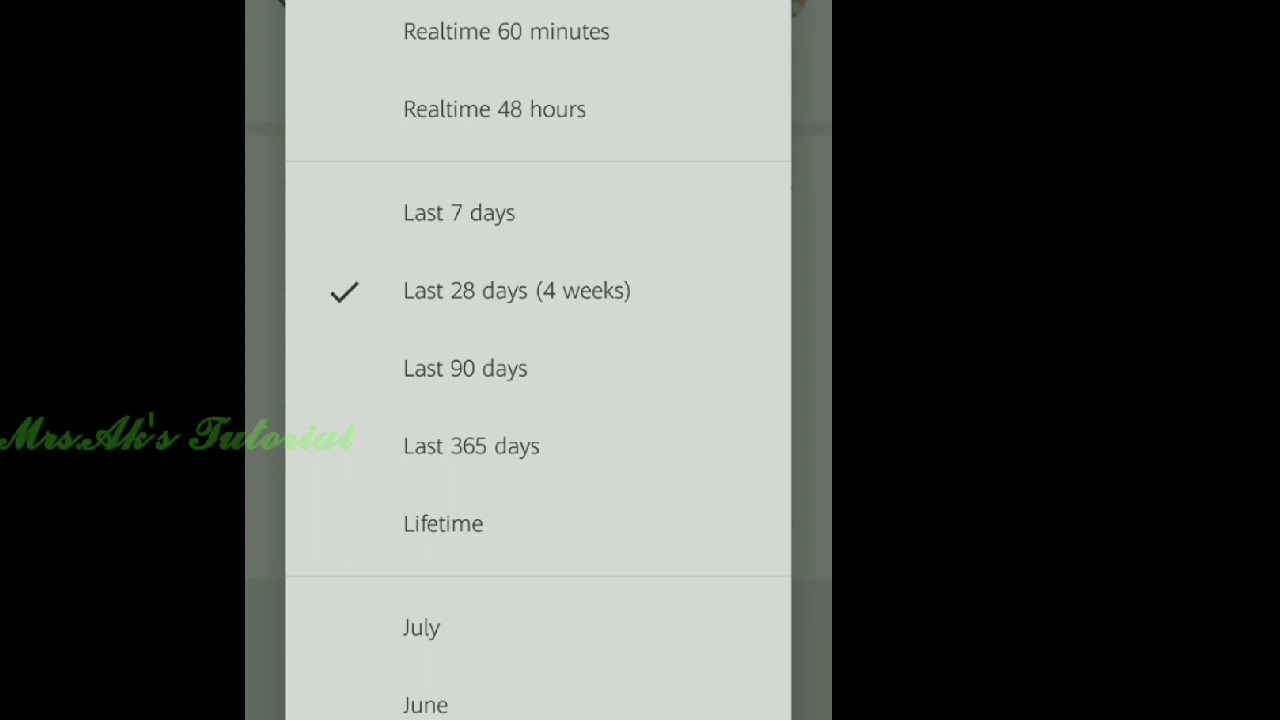 Realtime 60 minutes
Realtime 48 hours
Last 7 days
Last 28 days (4 weeks)
Last 90 days
Mrs.Ak's Tutorial
Last 365 days
Lifetime
July
June